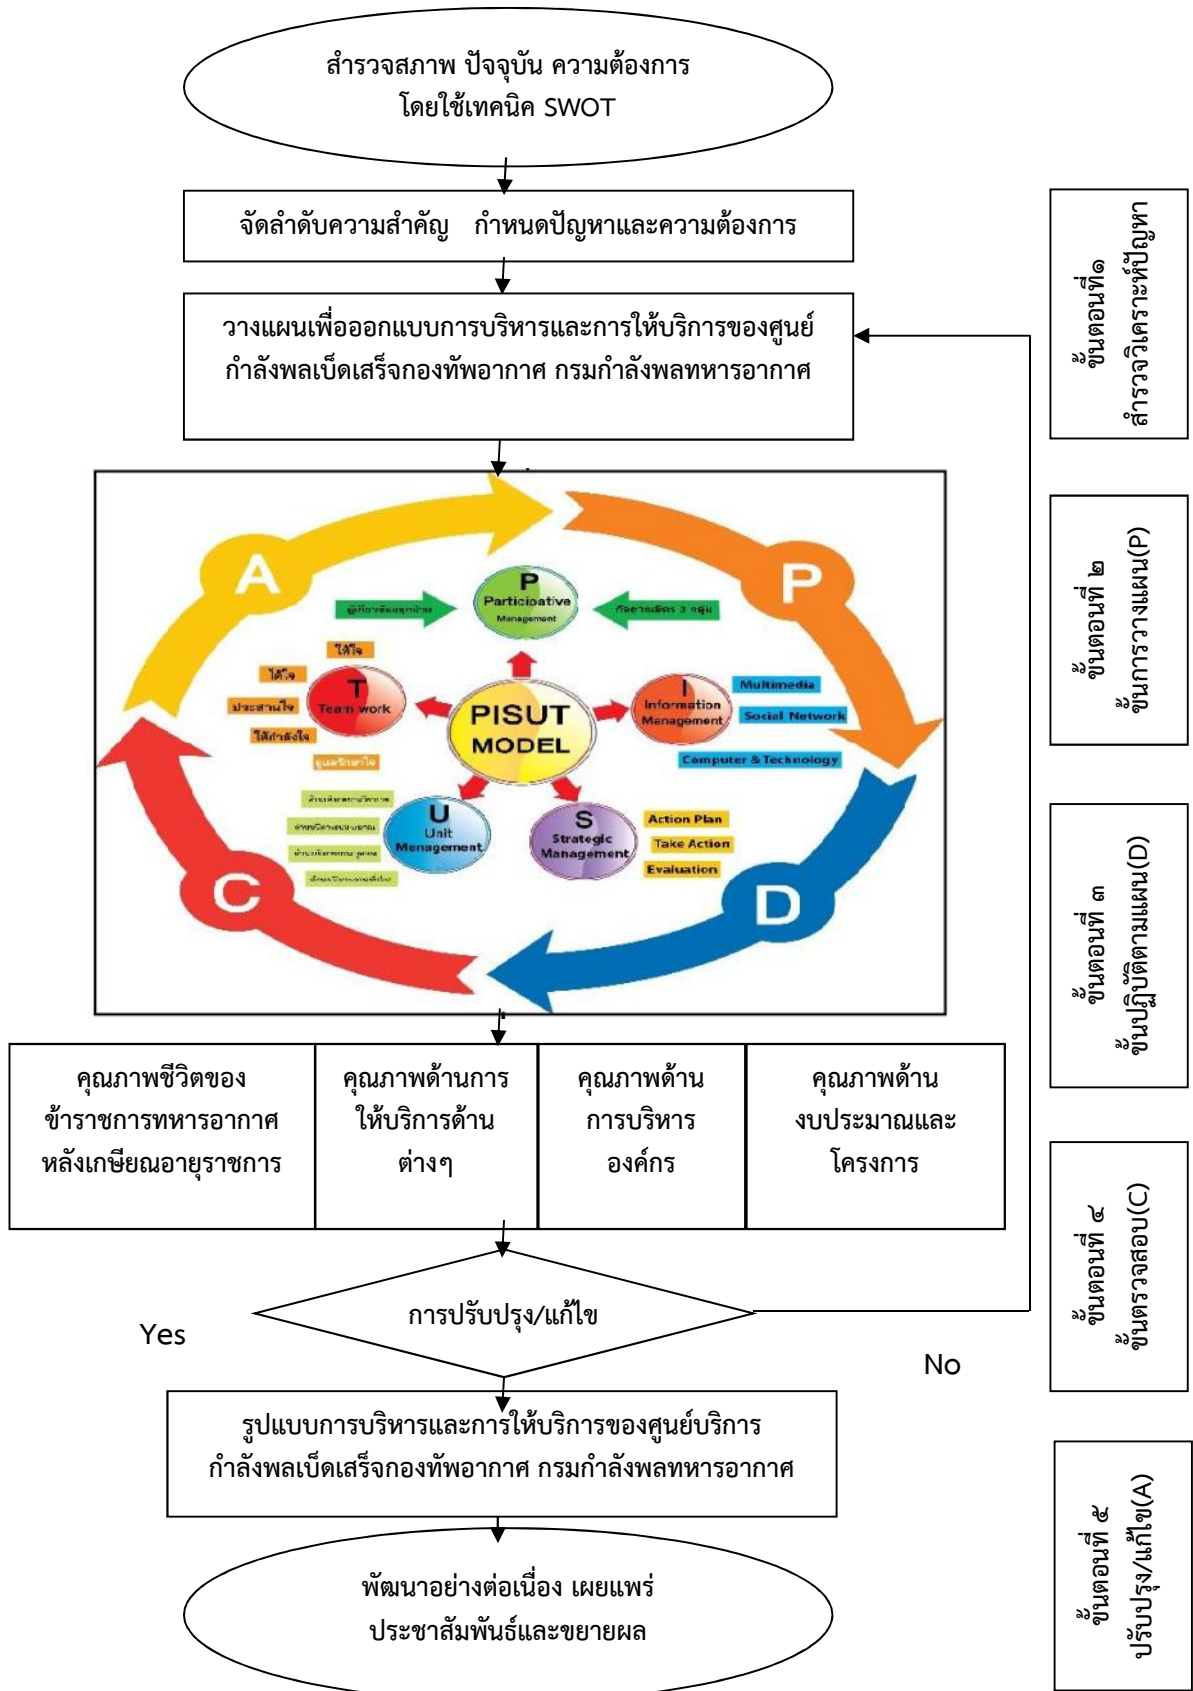 สำรวจสภาพ ปัจจุบัน ความต้องการ
โดยใช้เทคนิค SWOT
จัดลำดับความสำคัญ กำหนดปัญหาและความต้องการ
วางแผนเพื่อออกแบบการบริหารและการให้บริการของศูนย์
กำลังพลเบ็ดเสร็จกองทัพอากาศ กรมกำลังพลทหารอากาศ
A
P
D
C
P
Participative
Management
กัลยาณมิตร 3 กลุ่ม
T
Team work
ให้ใจ
ได้ใจ
ประสานใจ
ให้กำลังใจ
ดูแลรักษาใจ
PISUT
MODEL
I
Information
Management
Multimedia
Social Network
Computer & Technology
U
Unit
Management
S
Strategic
Management
Action Plan
Take Action
Evaluation
คุณภาพชีวิตของ
ข้าราชการทหารอากาศ
หลังเกษียณอายุราชการ
คุณภาพด้านการ
ให้บริการด้าน
ต่างๆ
คุณภาพด้าน
การบริหาร
องค์กร
คุณภาพด้าน
งบประมาณและ
โครงการ
การปรับปรุง/แก้ไข
Yes
No
รูปแบบการบริหารและการให้บริการของศูนย์บริการ
กำลังพลเบ็ดเสร็จกองทัพอากาศ กรมกำลังพลทหารอากาศ
พัฒนาอย่างต่อเนื่อง เผยแพร่
ประชาสัมพันธ์และขยายผล
ขั้นตอนที่๑
สำรวจวิเคราะห์ปัญหา
ขั้นตอนที่ ๒
ขั้นการวางแผน(P)
ขั้นตอนที่ ๓
ขั้นปฏิบัติตามแผน(D)
ขั้นตอนที่ ๔
ขั้นตรวจสอบ(C)
ขั้นตอนที่ ๕
ปรับปรุง/แก้ไข(A)